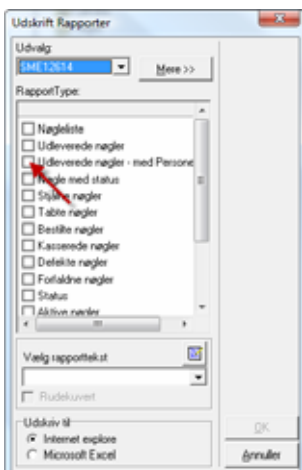 Udskrift Rapporter
Udvalg:
SME12614
Mere >>
RapportType:
Nøgleliste
Udleverede nøgler
Udleverede nøgler - med Persone
Nøgle med status
Stjålne nøgler
Tabte nøgler
Bestilte nøgler
Kasserede nøgler
Defekte nøgler
Forfaldne nøgler
Status
Aktive nøgler
Vælg rapporttekst
Rudekuvert
Udskriv til
Internet explore
Microsoft Excel
OK
Annuller